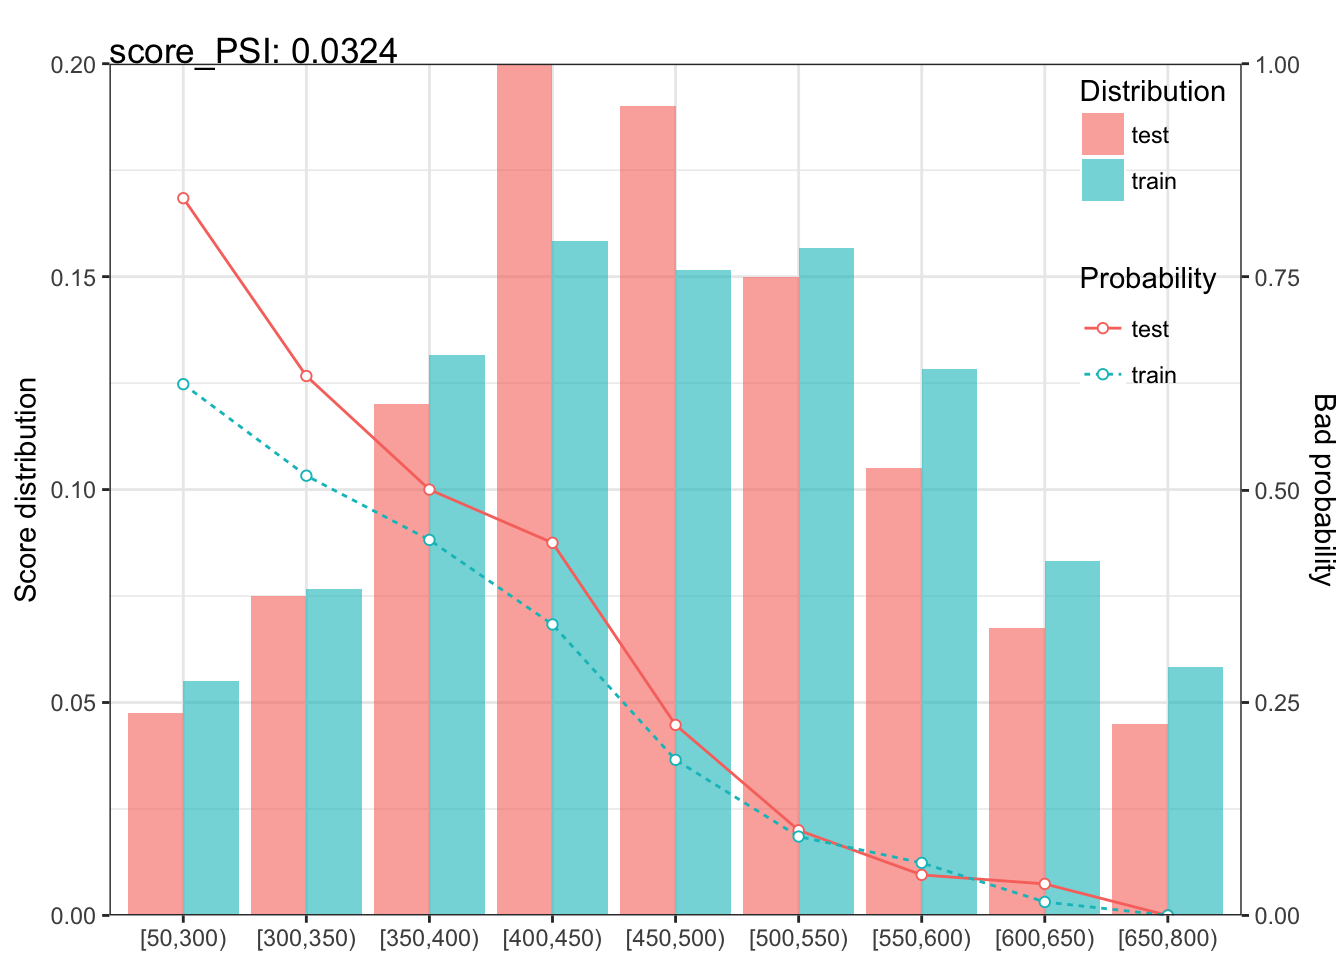 score_PSI: 0.0324
0.20
0.15
0.10
0.05
0.00
Score distribution
1.00
0.75
0.50
0.25
0.00
Bad probability
Distribution
test
train
Probability
test
train
[50,300)
[300,350)
[350,400)
[400,450)
[450,500)
[500,550)
[550,600)
[600,650)
[650,800)